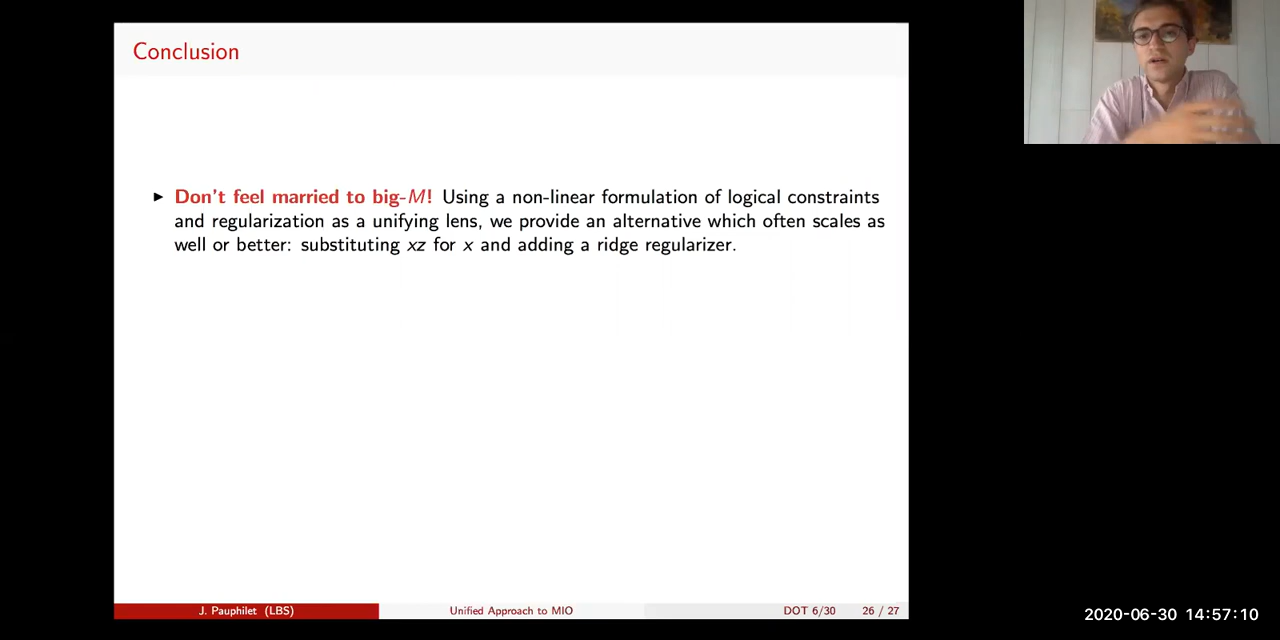 Conclusion
▶ Don't feel married to big-M! Using a non-linear formulation of logical constraints
and regularization as a unifying lens, we provide an alternative which often scales as
well or better: substituting xz for x and adding a ridge regularizer.
J. Pauphilet (LBS) Unified Approach to MIO DOT 6/30 26 / 27
2020-06-30 14:57:10